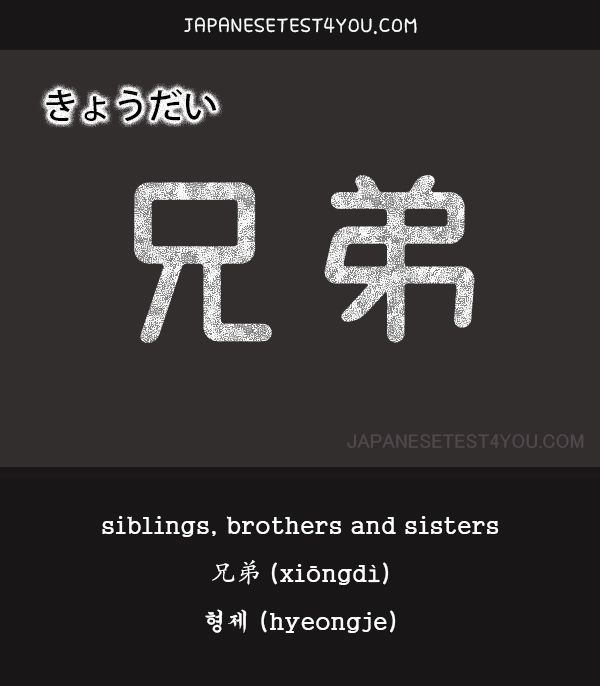 JAPANESETEST4YOU.COM
きょうだい
兄弟
JAPANESETEST4YOU.COM
siblings, brothers and sisters
兄弟 (xiōngdì)
형제 (hyeongje)